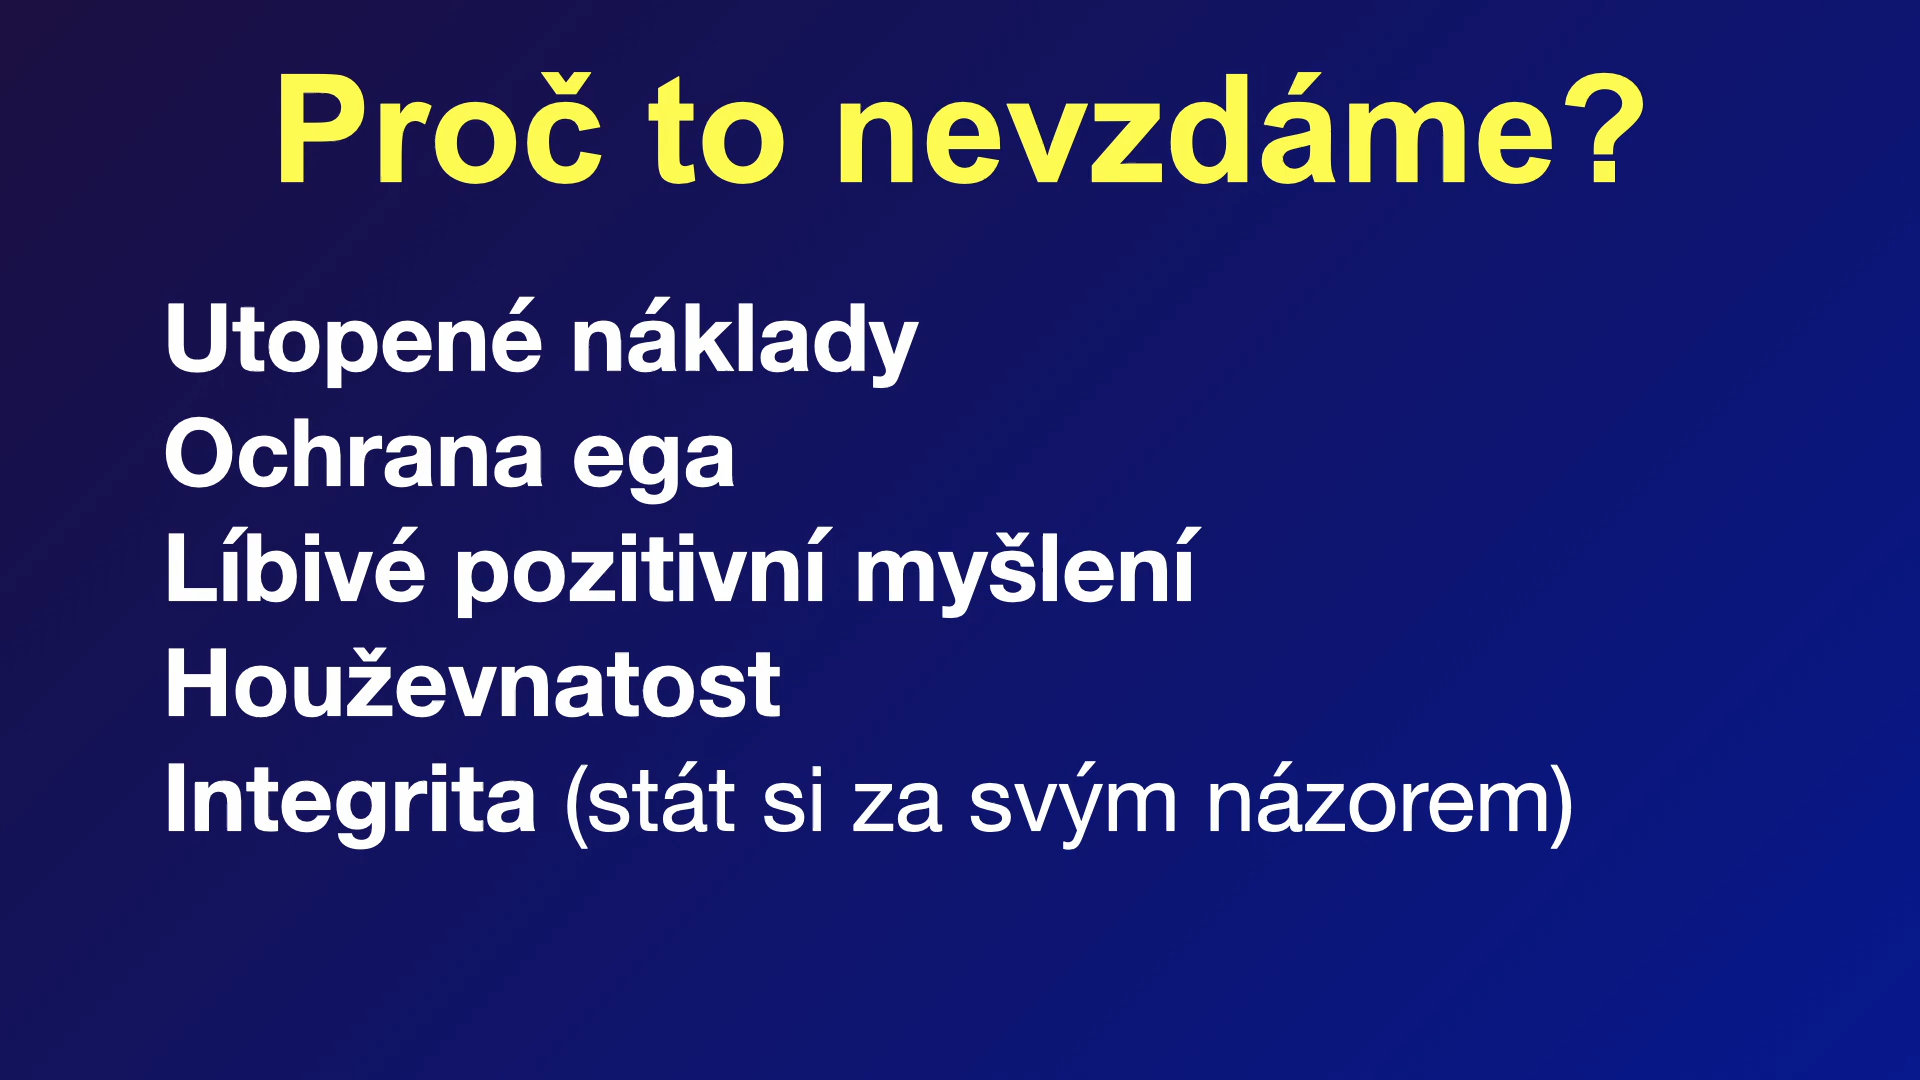 Proč to nevzdáme?
Utopené náklady
Ochrana ega
Líbivé pozitivní myšlení
Houževnatost
Integrita (stát si za svým názorem)